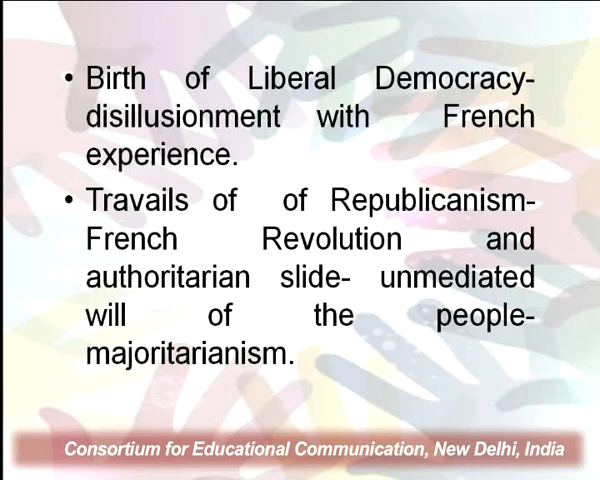 • Birth of Liberal Democracy-
disillusionment with French
experience.
• Travails of of Republicanism-
French Revolution and
authoritarian slide- unmediated
will of the people-
majoritarianism.
Consortium for Educational Communication, New Delhi, India